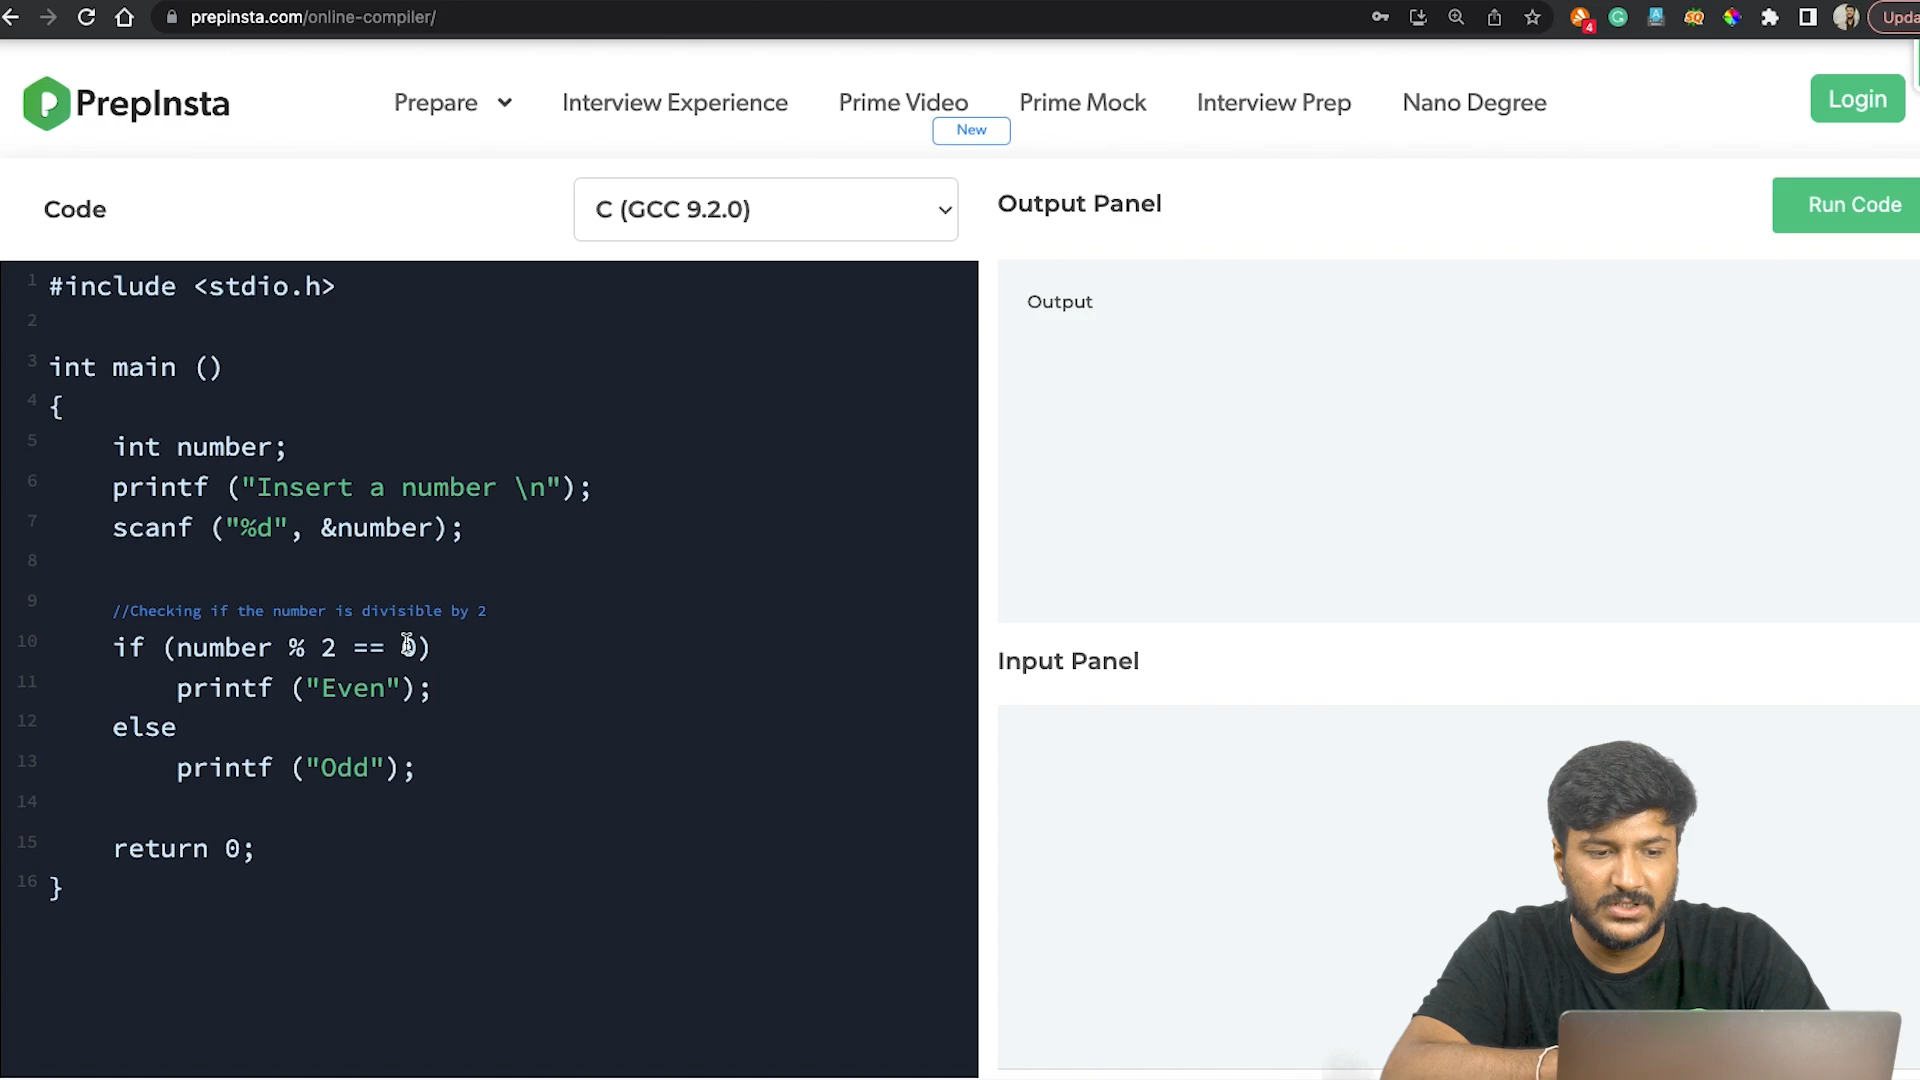 prepinsta.com/online-compiler/
4
Upda
PrepInsta
Prepare
Interview Experience
Prime Video
New
Prime Mock
Interview Prep
Nano Degree
Login
Code
C (GCC 9.2.0)
Output Panel
Run Code
1 #include <stdio.h>
2
3 int main ()
4 {
5 int number;
6 printf ("Insert a number \n");
7 scanf ("%d", &number);
8
9 //Checking if the number is divisible by 2
10 if (number % 2 == 0)
11 printf ("Even");
12 else
13 printf ("Odd");
14
15 return 0;
16 }
Output
Input Panel